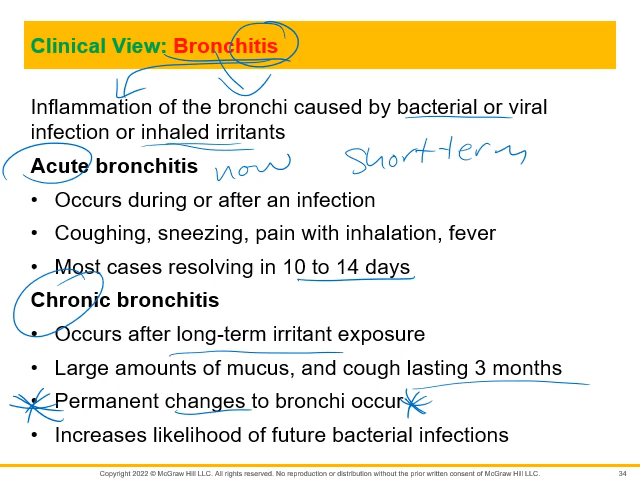 Clinical View: Bronchitis
Inflammation of the bronchi caused by bacterial or viral
infection or inhaled irritants
Acute bronchitis now short-term
• Occurs during or after an infection
• Coughing, sneezing, pain with inhalation, fever
• Most cases resolving in 10 to 14 days
Chronic bronchitis
• Occurs after long-term irritant exposure
• Large amounts of mucus, and cough lasting 3 months
• Permanent changes to bronchi occur
• Increases likelihood of future bacterial infections
Copyright 2022 © McGraw Hill LLC. All rights reserved. No reproduction or distribution without the prior written consent of McGraw Hill LLC. 34